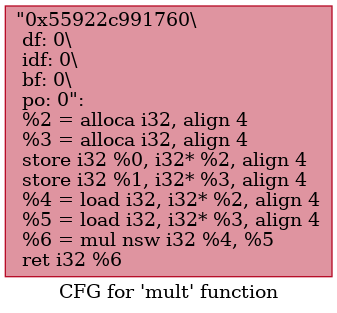 "0x55922c991760\
df: 0\
idf: 0\
bf: 0\
po: 0":
%2 = alloca i32, align 4
%3 = alloca i32, align 4
store i32 %0, i32* %2, align 4
store i32 %1, i32* %3, align 4
%4 = load i32, i32* %2, align 4
%5 = load i32, i32* %3, align 4
%6 = mul nsw i32 %4, %5
ret i32 %6
CFG for 'mult' function